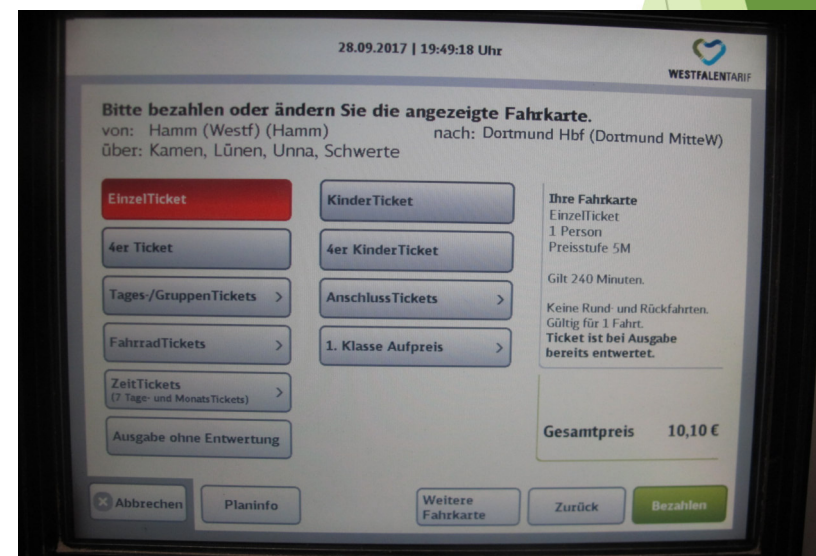 28.09.2017 | 19:49:18 Uhr
WESTFALENTARIF
Bitte bezahlen oder ändern Sie die angezeigte Fahrkarte.
von: Hamm (Westf) (Hamm) nach: Dortmund Hbf (Dortmund MitteW)
über: Kamen, Lünen, Unna, Schwerte
EinzelTicket
KinderTicket
4er Ticket
4er KinderTicket
Tages-/GruppenTickets >
AnschlussTickets >
FahrradTickets >
1. Klasse Aufpreis >
ZeitTickets >
(7 Tage- und MonatsTickets)
Ausgabe ohne Entwertung
Ihre Fahrkarte
EinzelTicket
1 Person
Preisstufe 5M
Gilt 240 Minuten.
Keine Rund- und Rückfahrten.
Gültig für 1 Fahrt.
Ticket ist bei Ausgabe
bereits entwertet.
Gesamtpreis 10,10 €
Abbrechen
Planinfo
Weitere
Fahrkarte
Zurück
Bezahlen